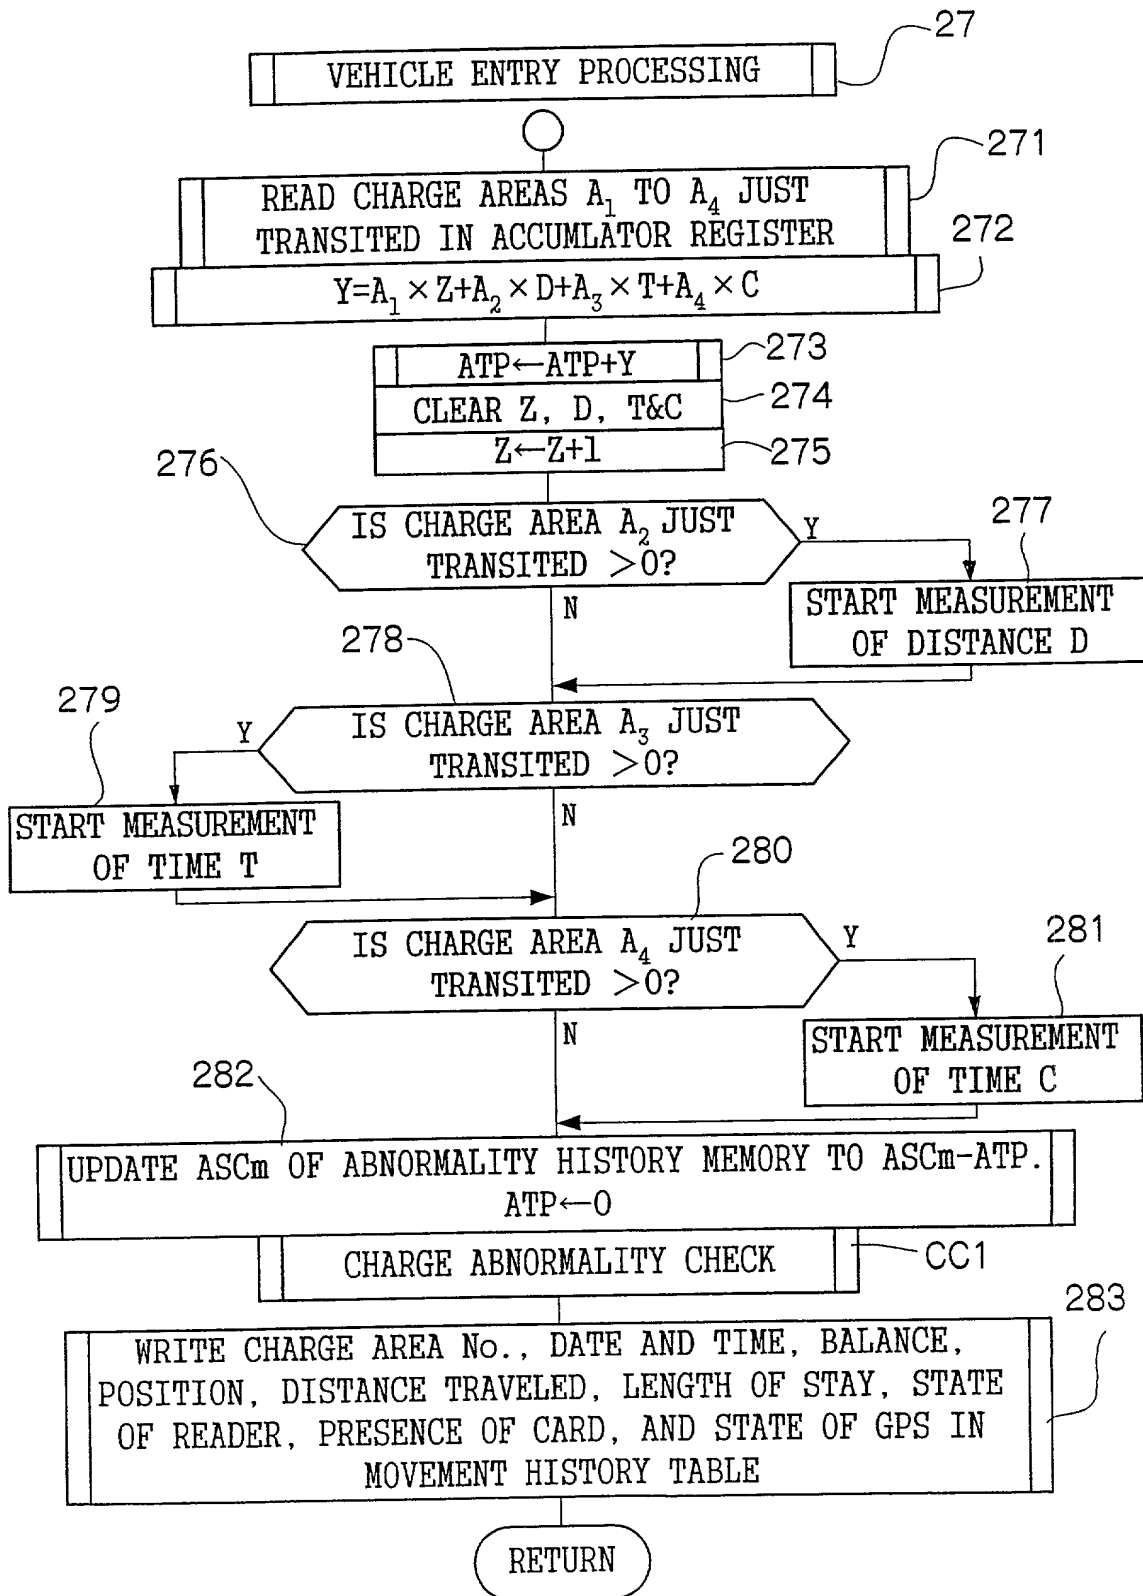 27
VEHICLE ENTRY PROCESSING
271
READ CHARGE AREAS A₁ TO A₄ JUST
TRANSITED IN ACCUMLATOR REGISTER
272
Y=A₁×Z+A₂×D+A₃×T+A₄×C
ATP←ATP+Y
273
CLEAR Z, D, T&C
274
Z←Z+1
275
276
IS CHARGE AREA A₂ JUST
TRANSITED >0?
Y
N
277
START MEASUREMENT
OF DISTANCE D
278
IS CHARGE AREA A₃ JUST
TRANSITED >0?
Y
N
279
START MEASUREMENT
OF TIME T
280
IS CHARGE AREA A₄ JUST
TRANSITED >0?
Y
N
281
START MEASUREMENT
OF TIME C
282
UPDATE ASCm OF ABNORMALITY HISTORY MEMORY TO ASCm-ATP.
ATP←0
CHARGE ABNORMALITY CHECK
CC1
283
WRITE CHARGE AREA No., DATE AND TIME, BALANCE,
POSITION, DISTANCE TRAVELED, LENGTH OF STAY, STATE
OF READER, PRESENCE OF CARD, AND STATE OF GPS IN
MOVEMENT HISTORY TABLE
RETURN